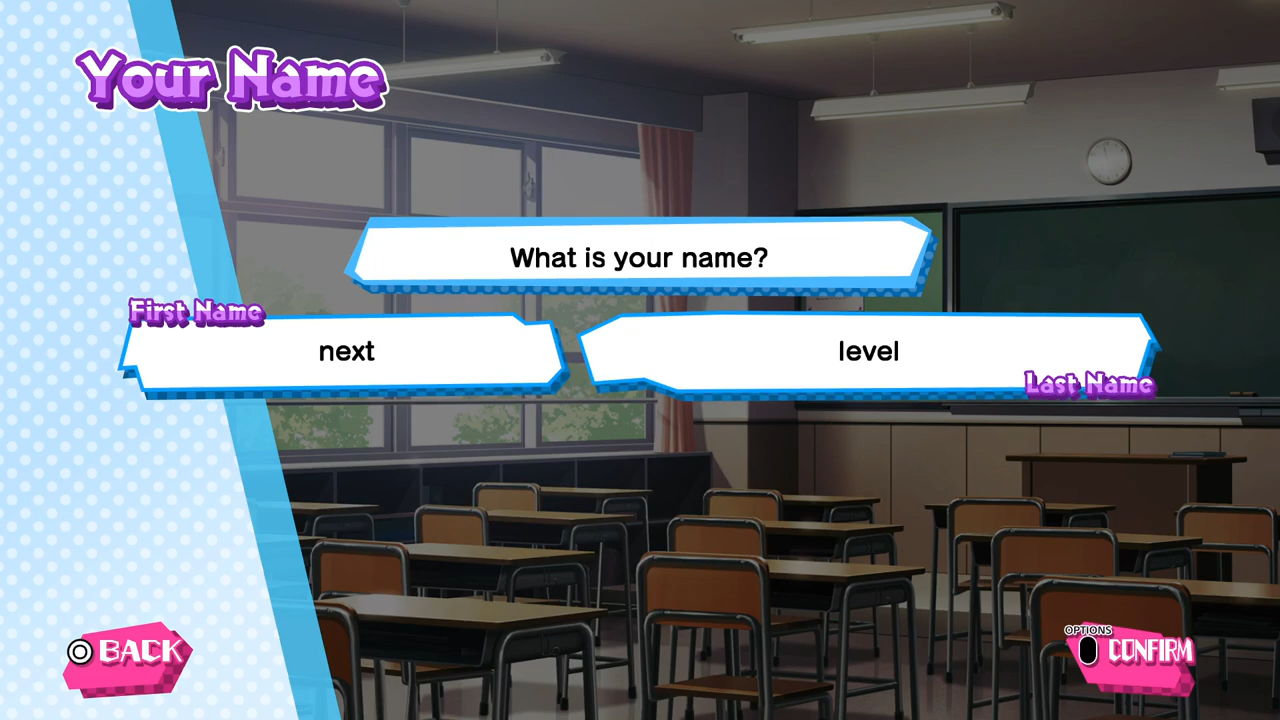 Your Name
What is your name?
First Name
next
level
Last Name
BACK
OPTIONS
CONFIRM